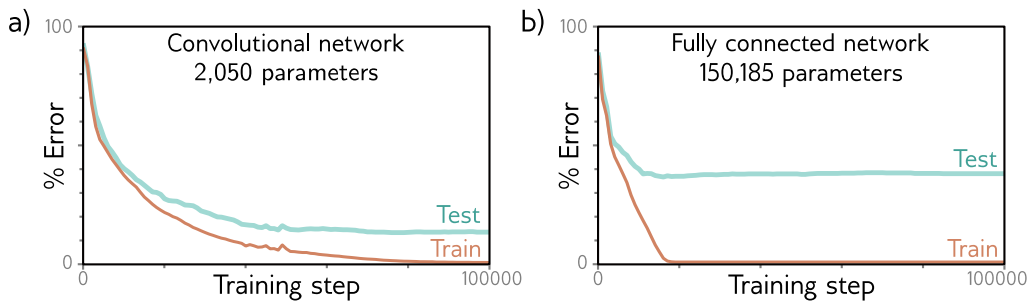 a)
100
Convolutional network
2,050 parameters
% Error
Test
Train
0
0
Training step
100000
b)
100
Fully connected network
150,185 parameters
% Error
Test
Train
0
0
Training step
100000